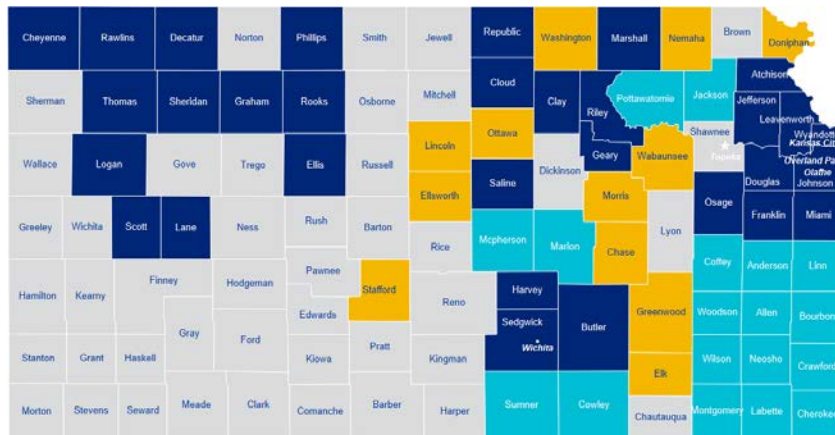 Cheyenne
Rawlins
Decatur
Norton
Phillips
Smith
Jewell
Republic
Washington
Marshall
Nemaha
Brown
Doniphan
Sherman
Thomas
Sheridan
Graham
Rooks
Osborne
Mitchell
Cloud
Clay
Riley
Pottawatomie
Jackson
Atchison
Jefferson
Leavenworth
Wyandotte
Kansas City
Wallace
Logan
Gove
Trego
Ellis
Russell
Lincoln
Ottawa
Saline
Dickinson
Geary
Wabaunsee
Shawnee
Topeka
Douglas
Overland Pa
Olathe
Johnson
Ellsworth
Morris
Osage
Franklin
Miami
Greeley
Wichita
Scott
Lane
Ness
Rush
Barton
Rice
Mcpherson
Marion
Chase
Lyon
Coffey
Anderson
Linn
Hamilton
Kearny
Finney
Hodgeman
Pawnee
Stafford
Reno
Harvey
Butler
Greenwood
Woodson
Allen
Bourbon
Gray
Ford
Edwards
Sedgwick
Wichita
Stanton
Grant
Haskell
Kiowa
Pratt
Kingman
Elk
Wilson
Neosho
Crawford
Morton
Stevens
Seward
Meade
Clark
Comanche
Barber
Harper
Sumner
Cowley
Chautauqua
Montgomery
Labette
Cherokee